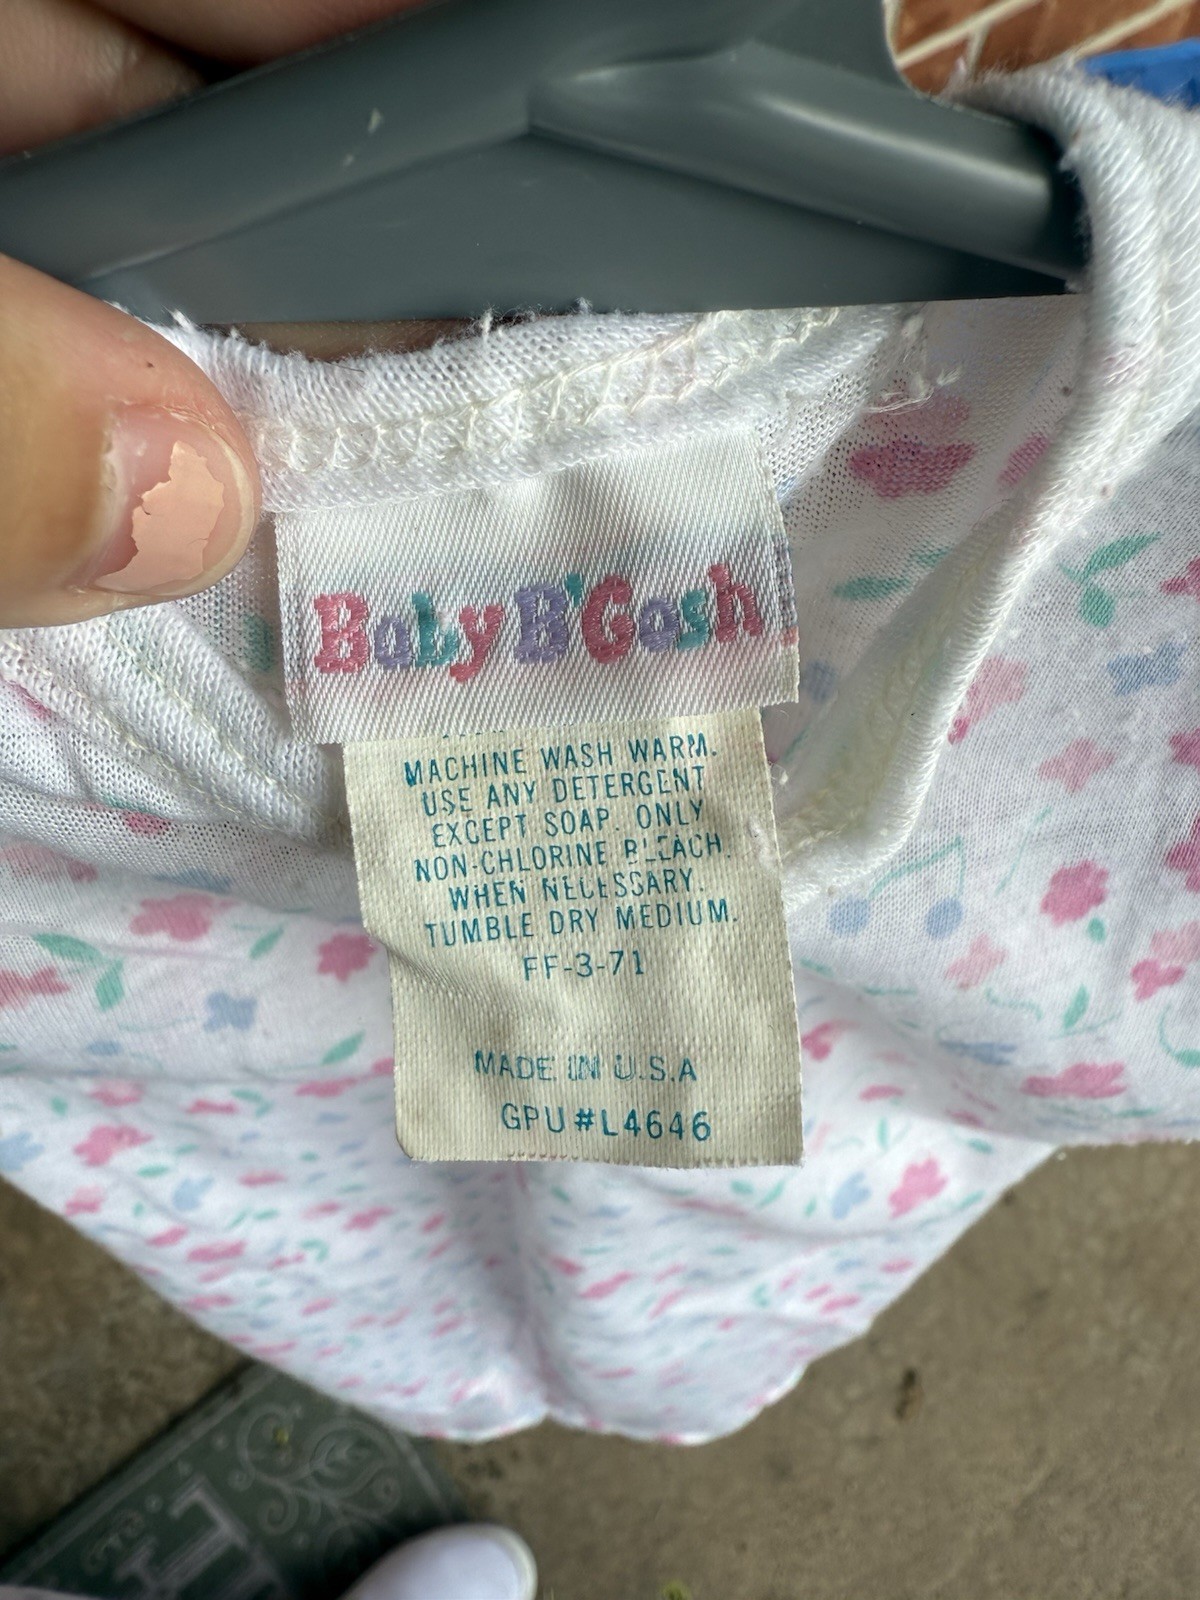 Baby B'Gosh
MACHINE WASH WARM.
USE ANY DETERGENT
EXCEPT SOAP. ONLY
NON-CHLORINE BLEACH.
WHEN NECESSARY.
TUMBLE DRY MEDIUM.
FF-3-71
MADE IN U.S.A
GPU #L4646